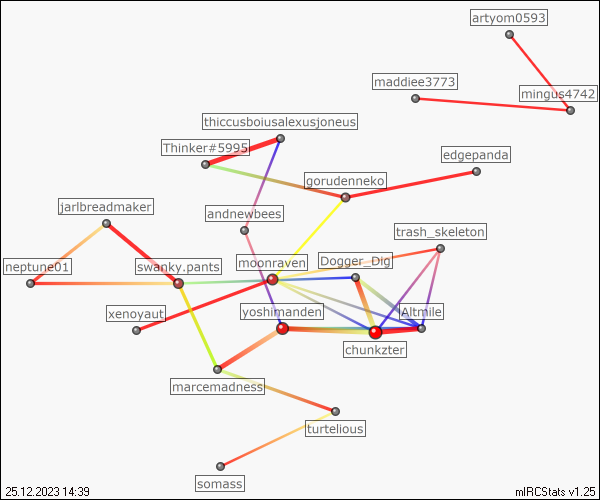 artyom0593
maddiee3773
mingus4742
thiccusboiusalexusjoneus
Thinker#5995
edgepanda
gorudenneko
jarlbreadmaker
andnewbees
trash_skeleton
neptune01
swanky.pants
moonraven
Dogger_Dig
xenoyaut
yoshimanden
Altmile
chunkzter
marcemadness
turtelious
somass
25.12.2023 14:39
mIRCStats v1.25